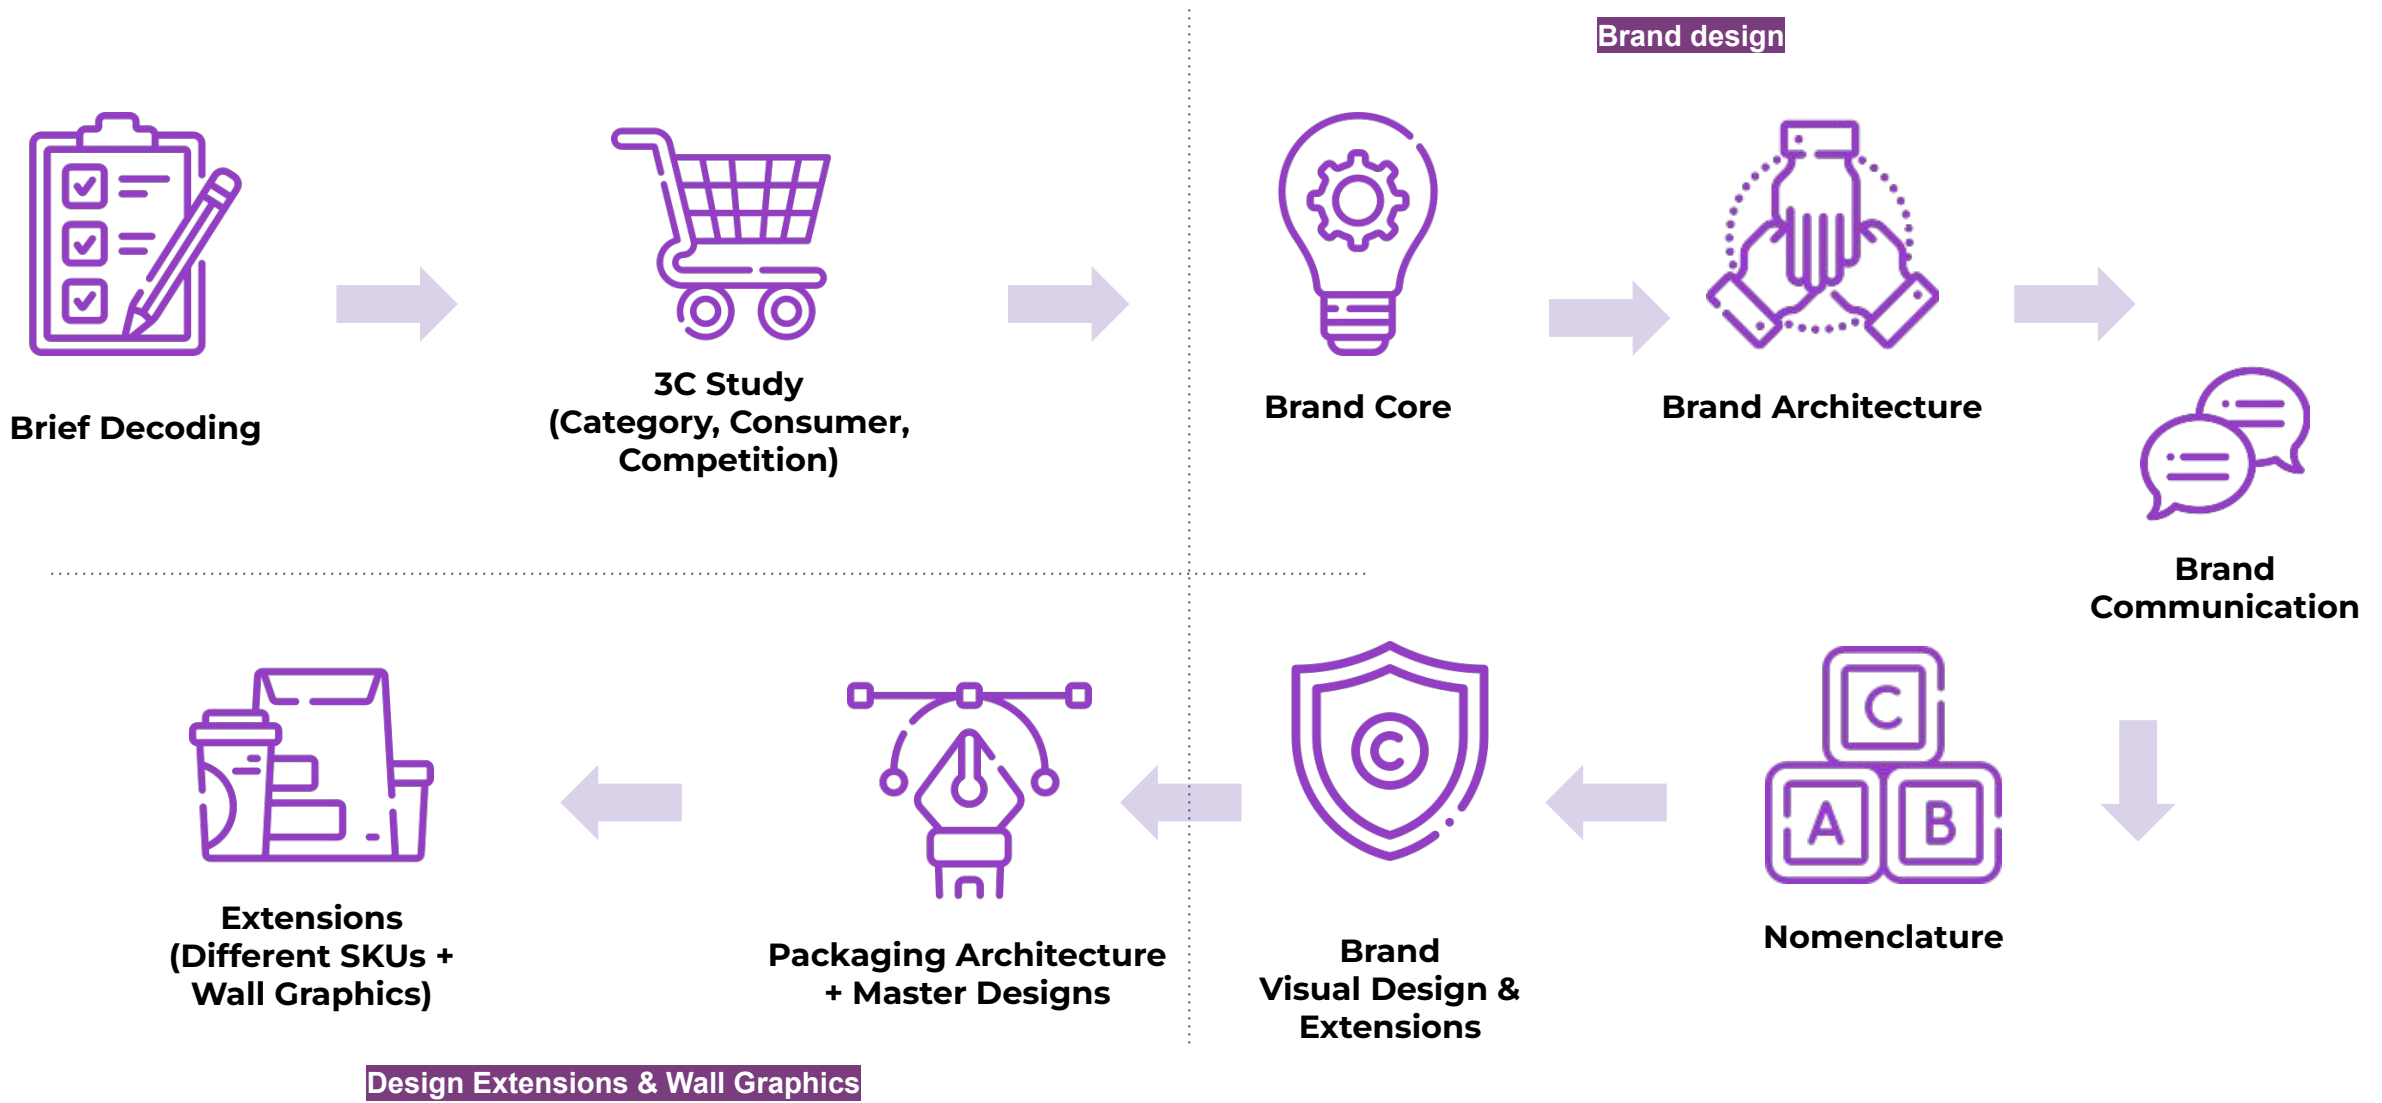 Brand design
Brief Decoding
3C Study
(Category, Consumer,
Competition)
Brand Core
Brand Architecture
Brand
Communication
C
A B
Nomenclature
C
Brand
Visual Design &
Extensions
Packaging Architecture
+ Master Designs
Extensions
(Different SKUs +
Wall Graphics)
Design Extensions & Wall Graphics